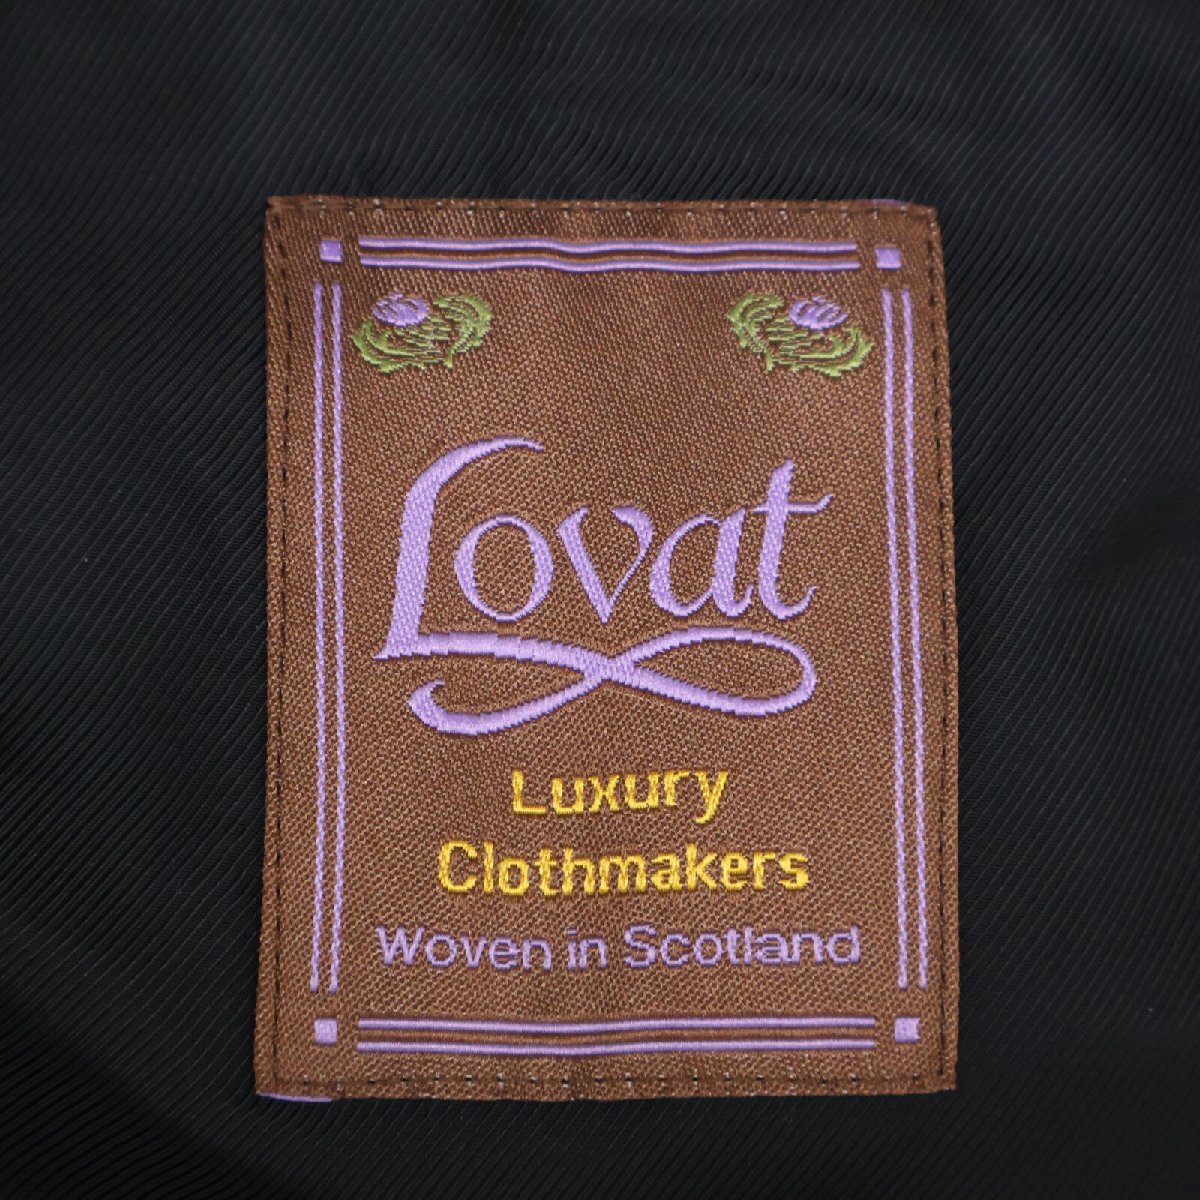 Lovat
Luxury
Clothmakers
Woven in Scotland